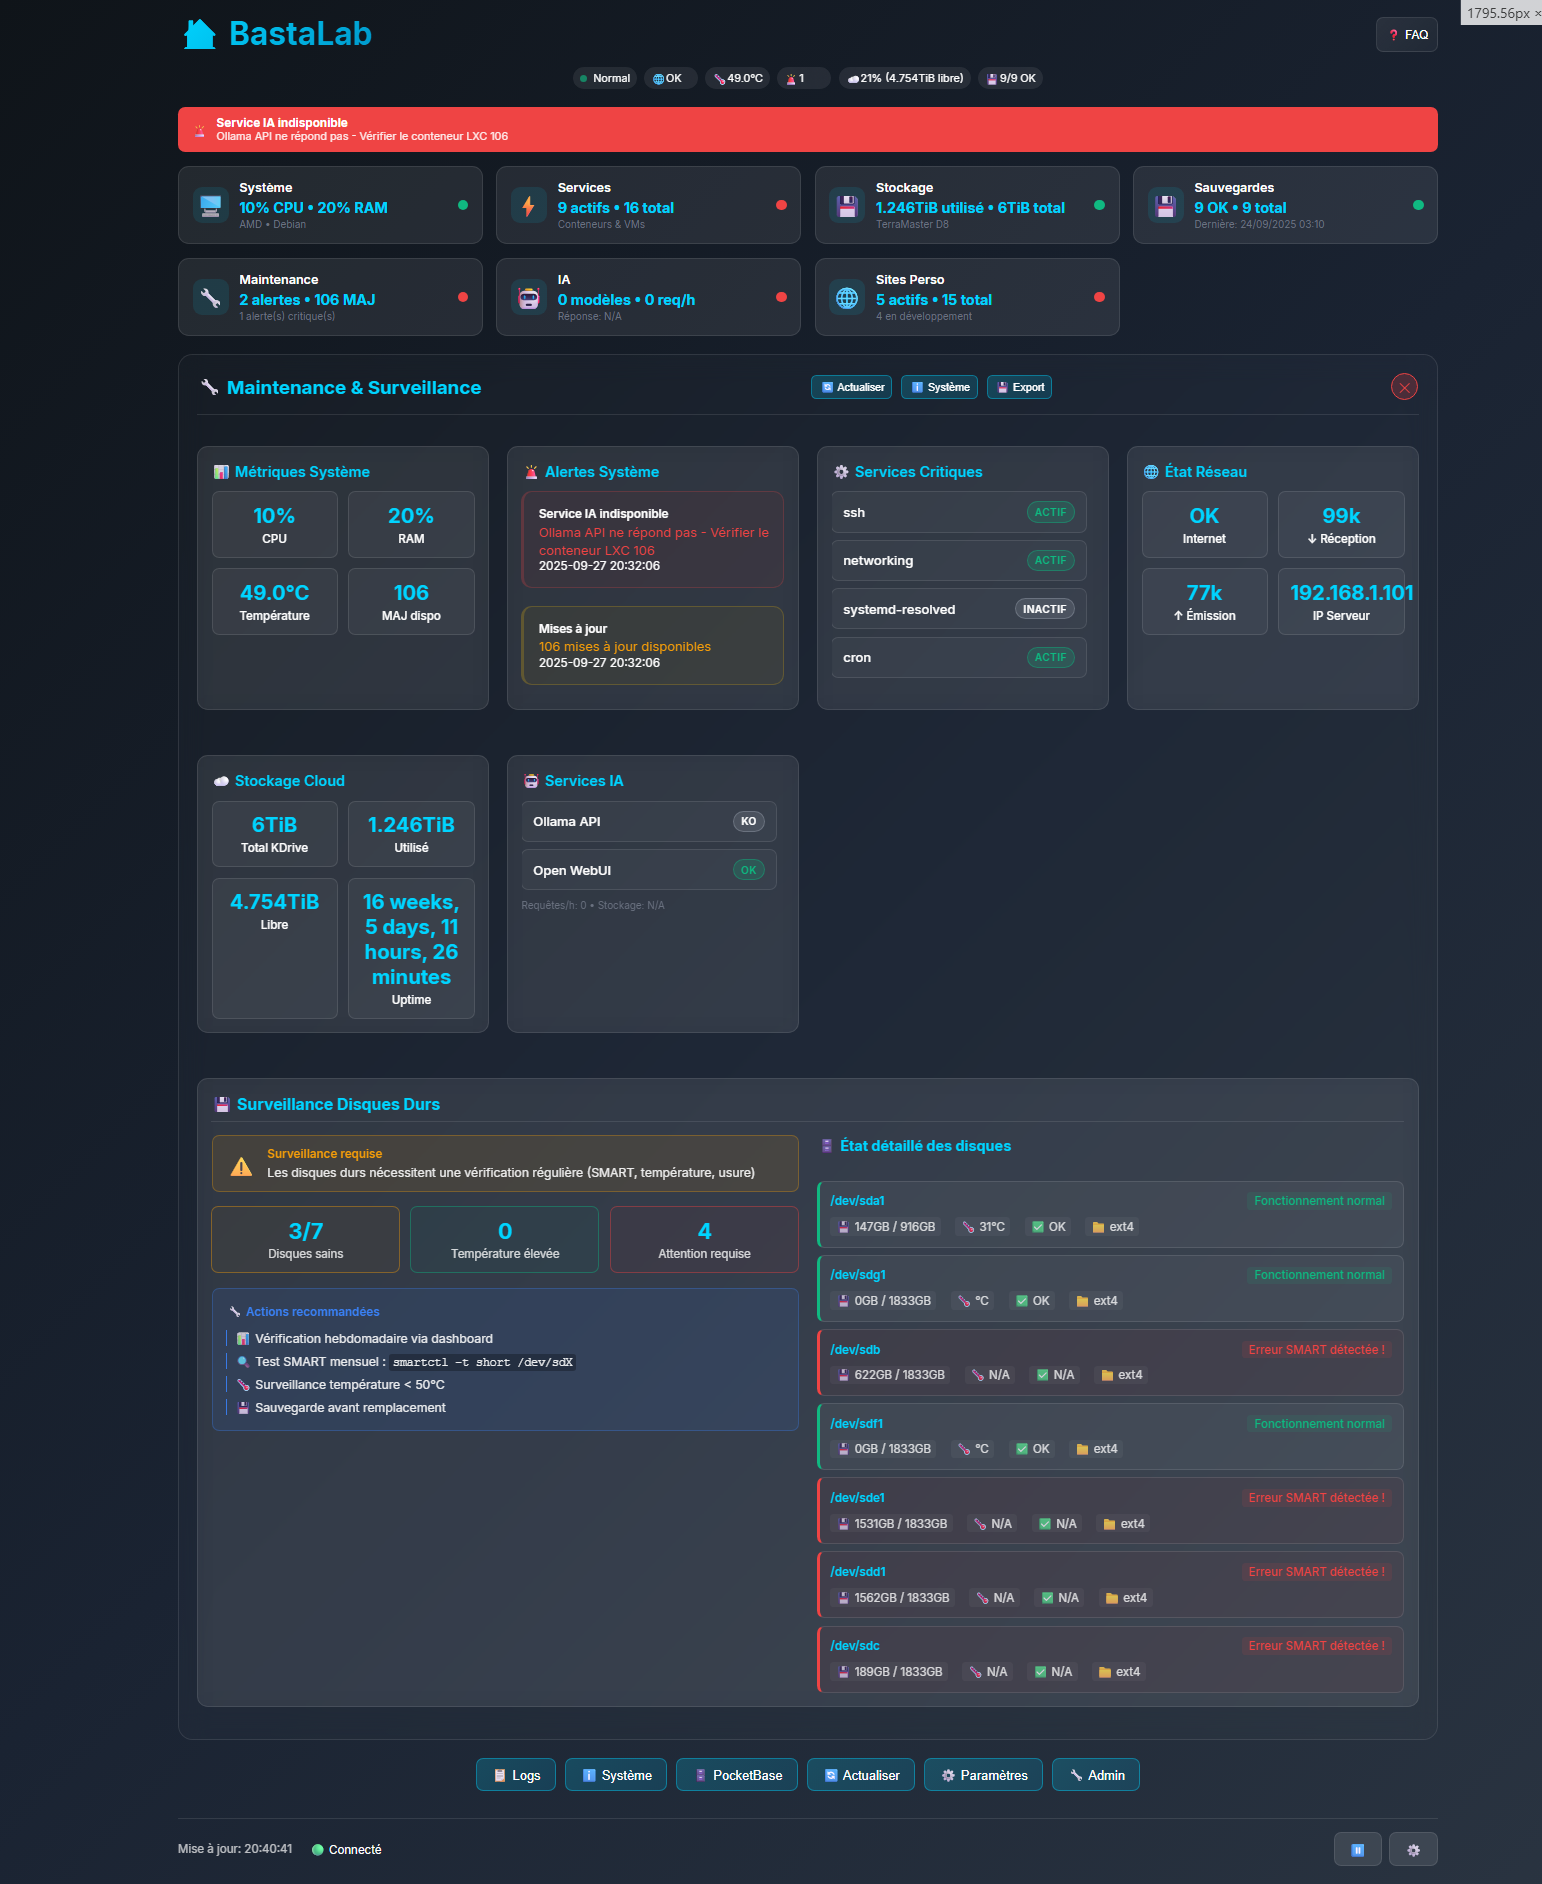 BastaLab
1795.56px ×
FAQ
Normal
OK
49.0°C
1
21% (4.754TiB libre)
9/9 OK
Service IA indisponible
Ollama API ne répond pas - Vérifier le conteneur LXC 106
Système
10% CPU • 20% RAM
AMD • Debian
Services
9 actifs • 16 total
Conteneurs & VMs
Stockage
1.246TiB utilisé • 6TiB total
TerraMaster D8
Sauvegardes
9 OK • 9 total
Dernière: 24/09/2025 03:10
Maintenance
2 alertes • 106 MAJ
1 alerte(s) critique(s)
IA
0 modèles • 0 req/h
Réponse: N/A
Sites Perso
5 actifs • 15 total
4 en développement
Maintenance & Surveillance
Actualiser
Système
Export
Métriques Système
10%
CPU
20%
RAM
49.0°C
Température
106
MAJ dispo
Alertes Système
Service IA indisponible
Ollama API ne répond pas - Vérifier le
conteneur LXC 106
2025-09-27 20:32:06
Mises à jour
106 mises à jour disponibles
2025-09-27 20:32:06
Services Critiques
ssh
ACTIF
networking
ACTIF
systemd-resolved
INACTIF
cron
ACTIF
État Réseau
OK
Internet
99k
↓ Réception
77k
↑ Émission
192.168.1.101
IP Serveur
Stockage Cloud
6TiB
Total KDrive
1.246TiB
Utilisé
4.754TiB
Libre
16 weeks,
5 days, 11
hours, 26
minutes
Uptime
Services IA
Ollama API
KO
Open WebUI
OK
Requêtes/h: 0 • Stockage: N/A
Surveillance Disques Durs
Surveillance requise
Les disques durs nécessitent une vérification régulière (SMART, température, usure)
3/7
Disques sains
0
Température élevée
4
Attention requise
Actions recommandées
Vérification hebdomadaire via dashboard
Test SMART mensuel : smartctl -t short /dev/sdX
Surveillance température < 50°C
Sauvegarde avant remplacement
État détaillé des disques
/dev/sda1
Fonctionnement normal
147GB / 916GB
31°C
OK
ext4
/dev/sdg1
Fonctionnement normal
0GB / 1833GB
°C
OK
ext4
/dev/sdb
Erreur SMART détectée !
622GB / 1833GB
N/A
N/A
ext4
/dev/sdf1
Fonctionnement normal
0GB / 1833GB
°C
OK
ext4
/dev/sde1
Erreur SMART détectée !
1531GB / 1833GB
N/A
N/A
ext4
/dev/sdd1
Erreur SMART détectée !
1562GB / 1833GB
N/A
N/A
ext4
/dev/sdc
Erreur SMART détectée !
189GB / 1833GB
N/A
N/A
ext4
Logs
Système
PocketBase
Actualiser
Paramètres
Admin
Mise à jour: 20:40:41
Connecté